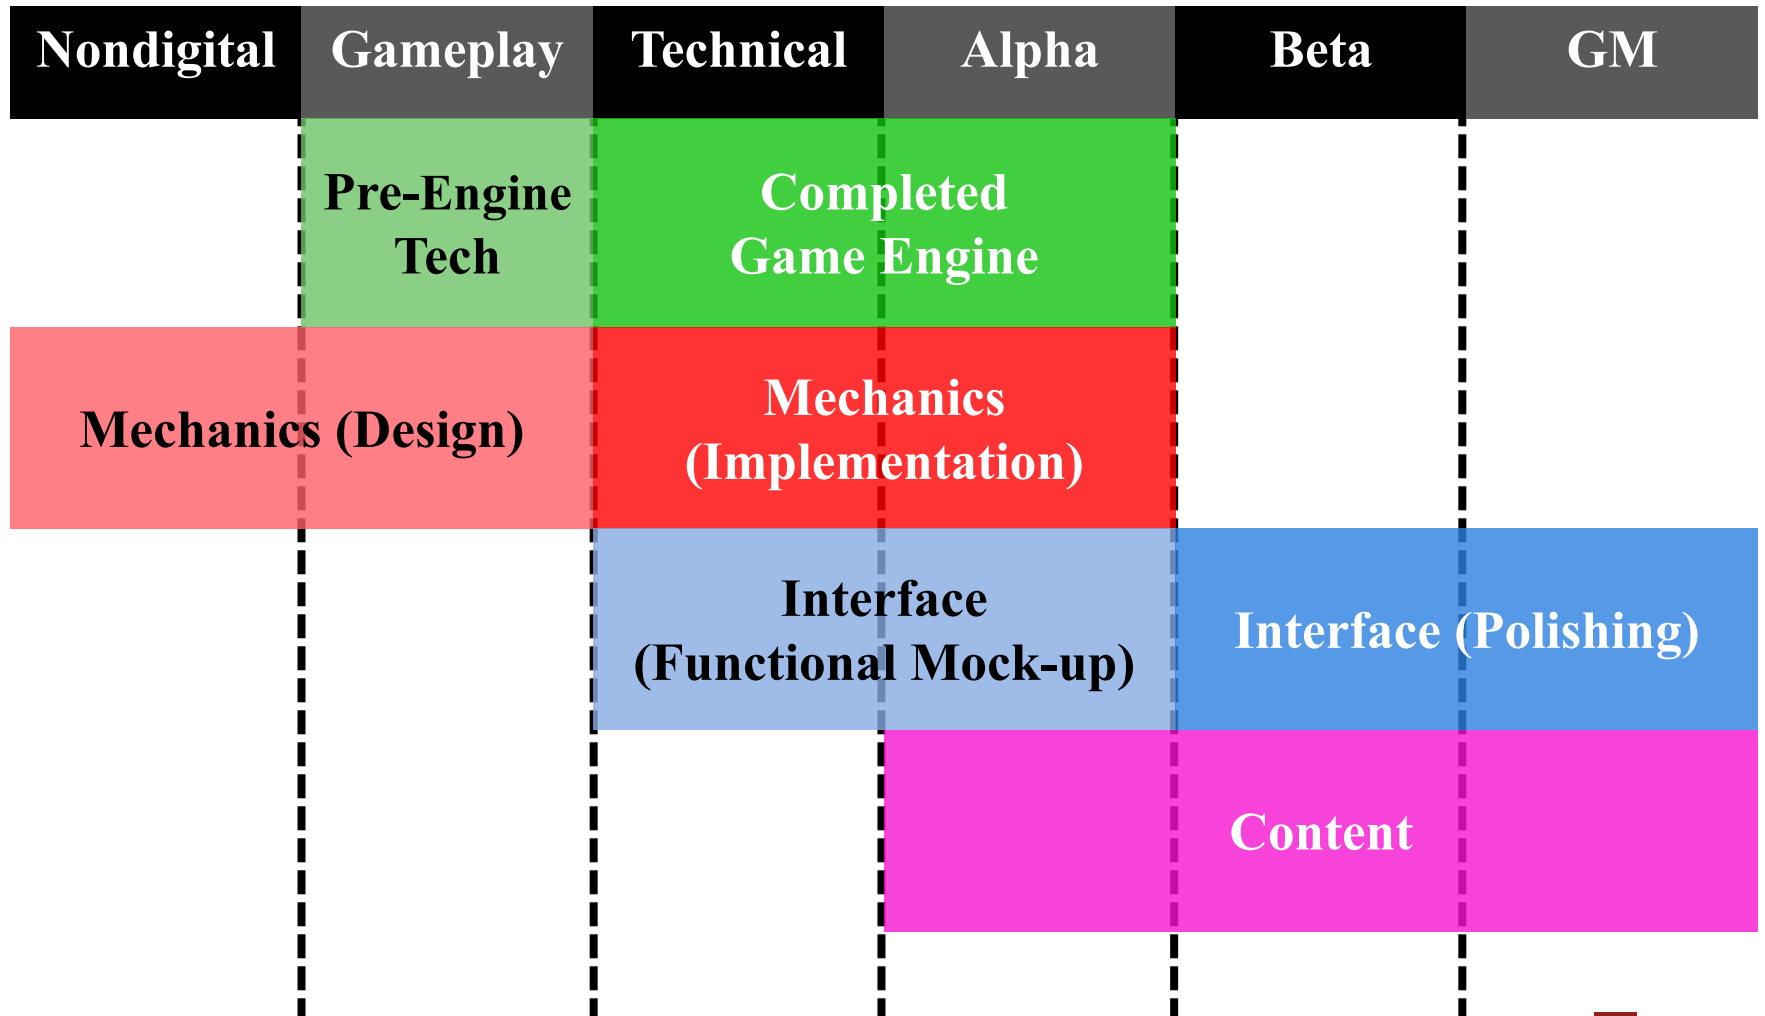 Nondigital Gameplay Technical Alpha Beta GM
Pre-Engine
Tech
Completed
Game Engine
Mechanics (Design)
Mechanics
(Implementation)
Interface
(Functional Mock-up)
Interface (Polishing)
Content